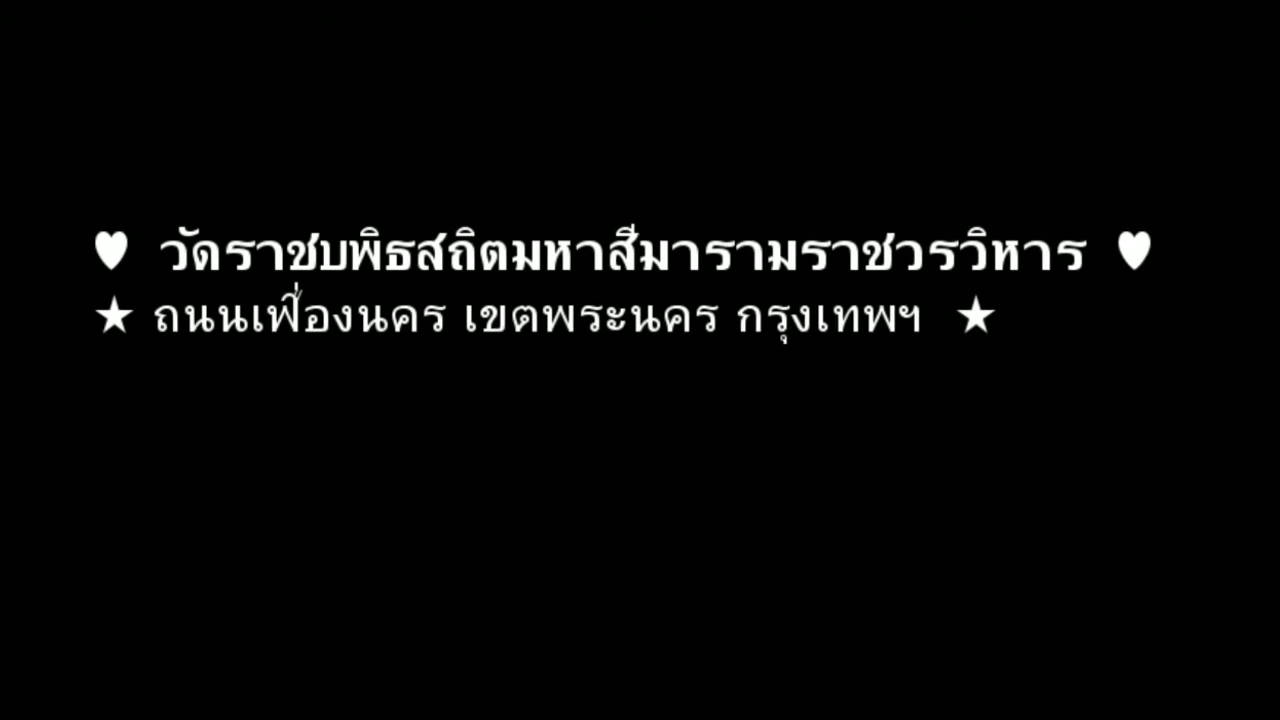 ♥ วัดราชบพิธสถิตมหาสีมารามราชวรวิหาร ♥
★ ถนนเฟื่องนคร เขตพระนคร กรุงเทพฯ ★